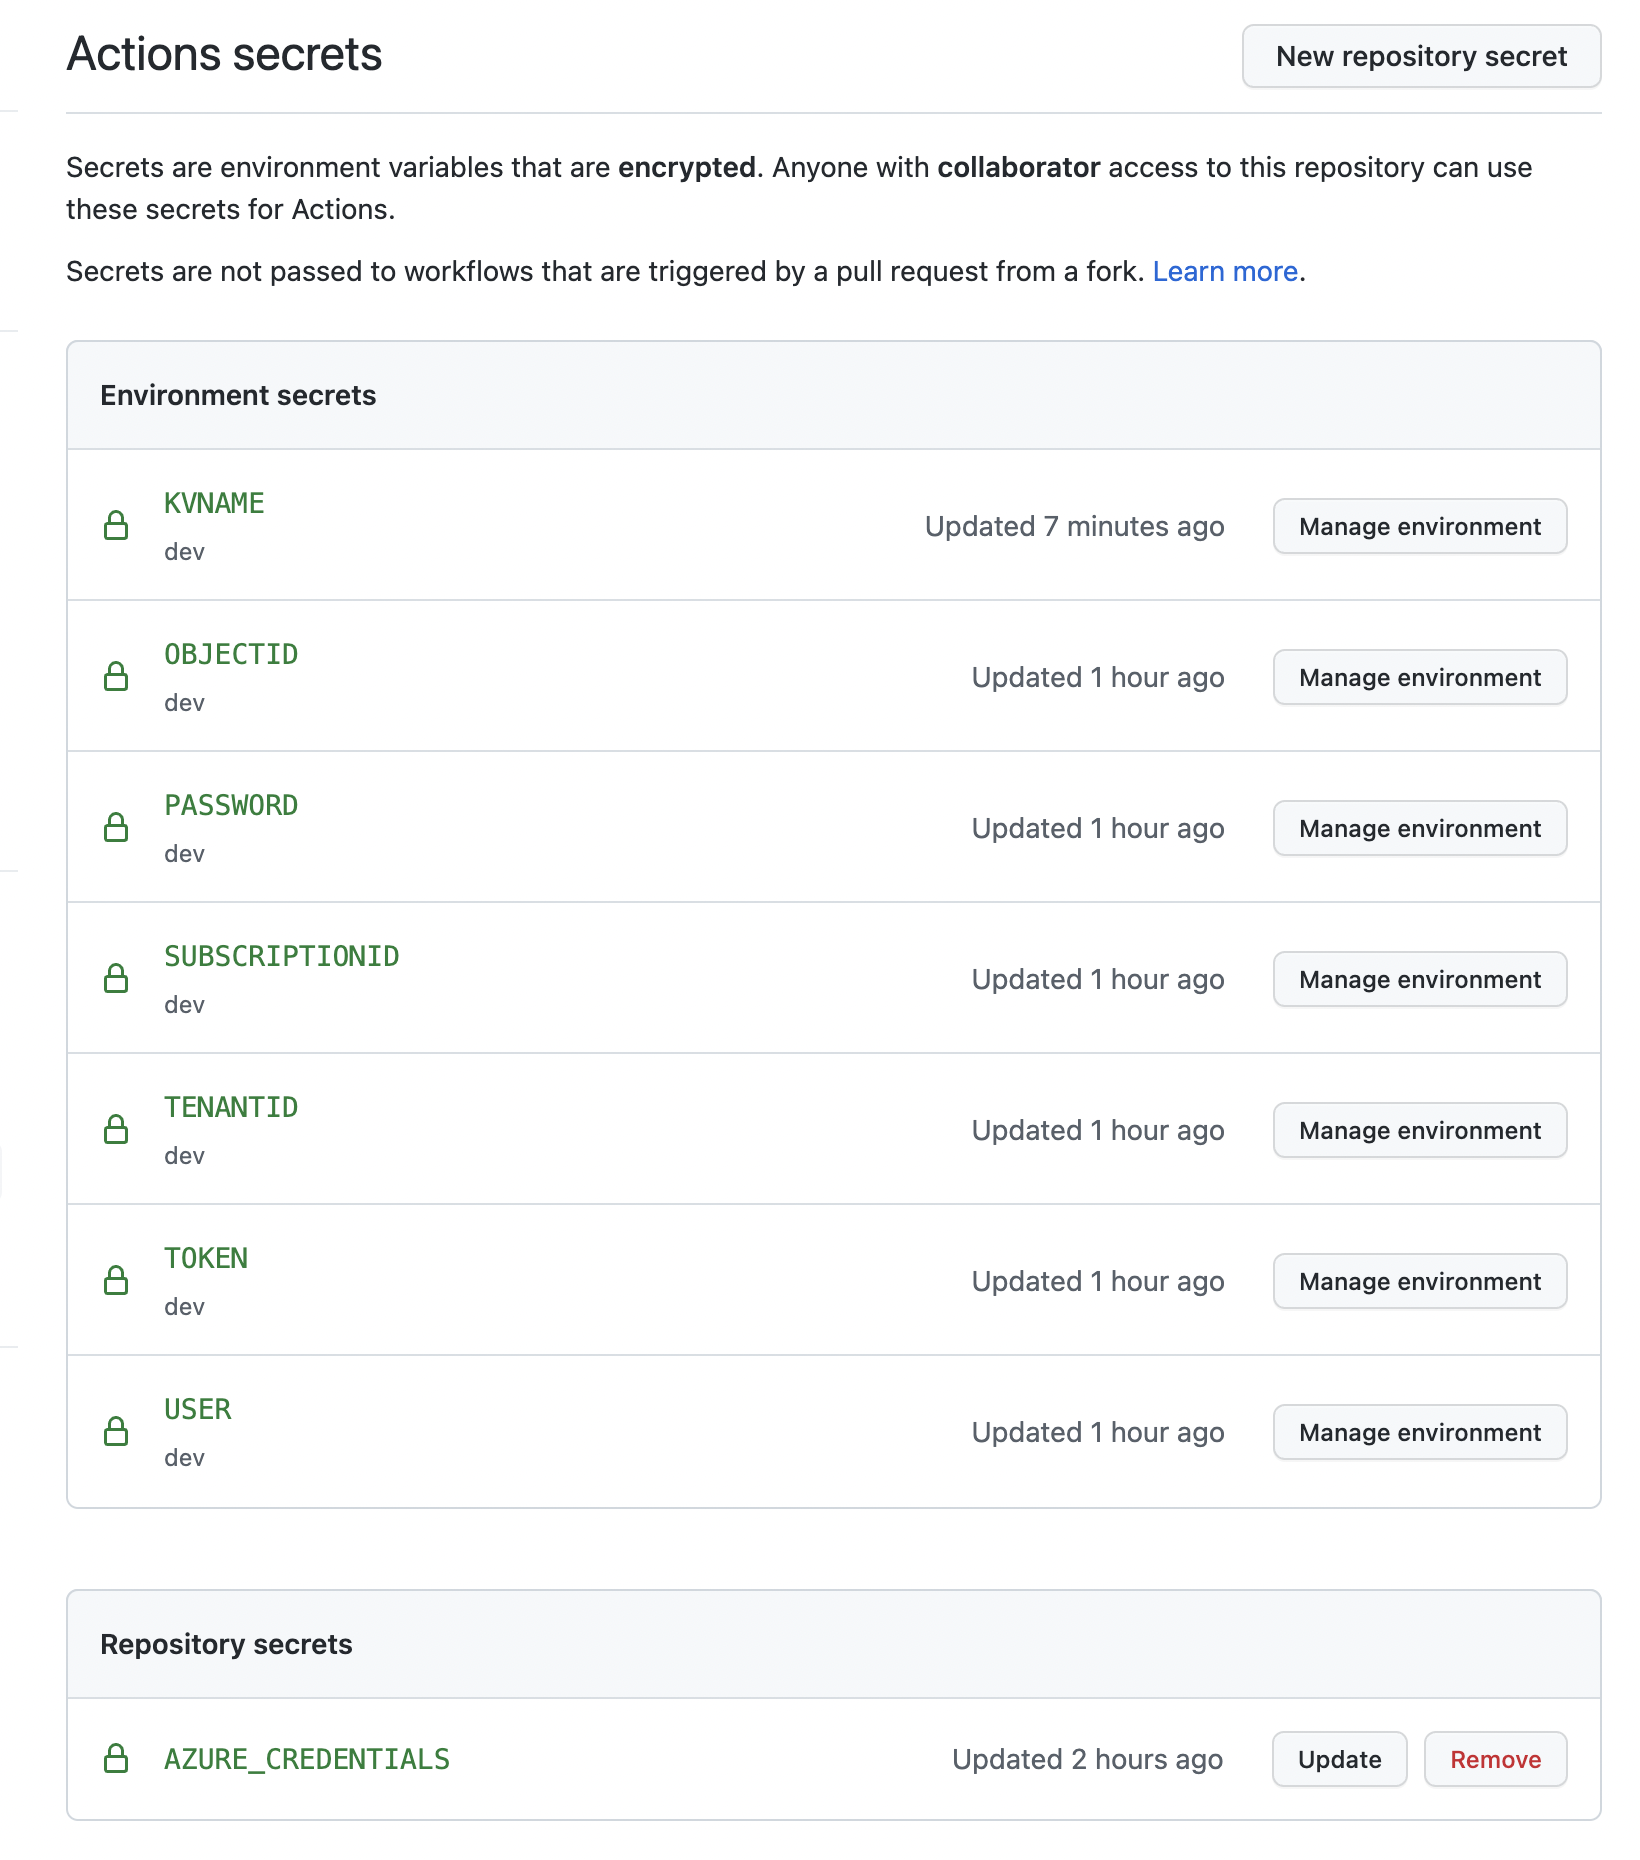 Actions secrets
New repository secret
Secrets are environment variables that are encrypted. Anyone with collaborator access to this repository can use
these secrets for Actions.
Secrets are not passed to workflows that are triggered by a pull request from a fork. Learn more.
Environment secrets
KVNAME
dev
Updated 7 minutes ago
Manage environment
OBJECTID
dev
Updated 1 hour ago
Manage environment
PASSWORD
dev
Updated 1 hour ago
Manage environment
SUBSCRIPTIONID
dev
Updated 1 hour ago
Manage environment
TENANTID
dev
Updated 1 hour ago
Manage environment
TOKEN
dev
Updated 1 hour ago
Manage environment
USER
dev
Updated 1 hour ago
Manage environment
Repository secrets
AZURE_CREDENTIALS
Updated 2 hours ago
Update
Remove